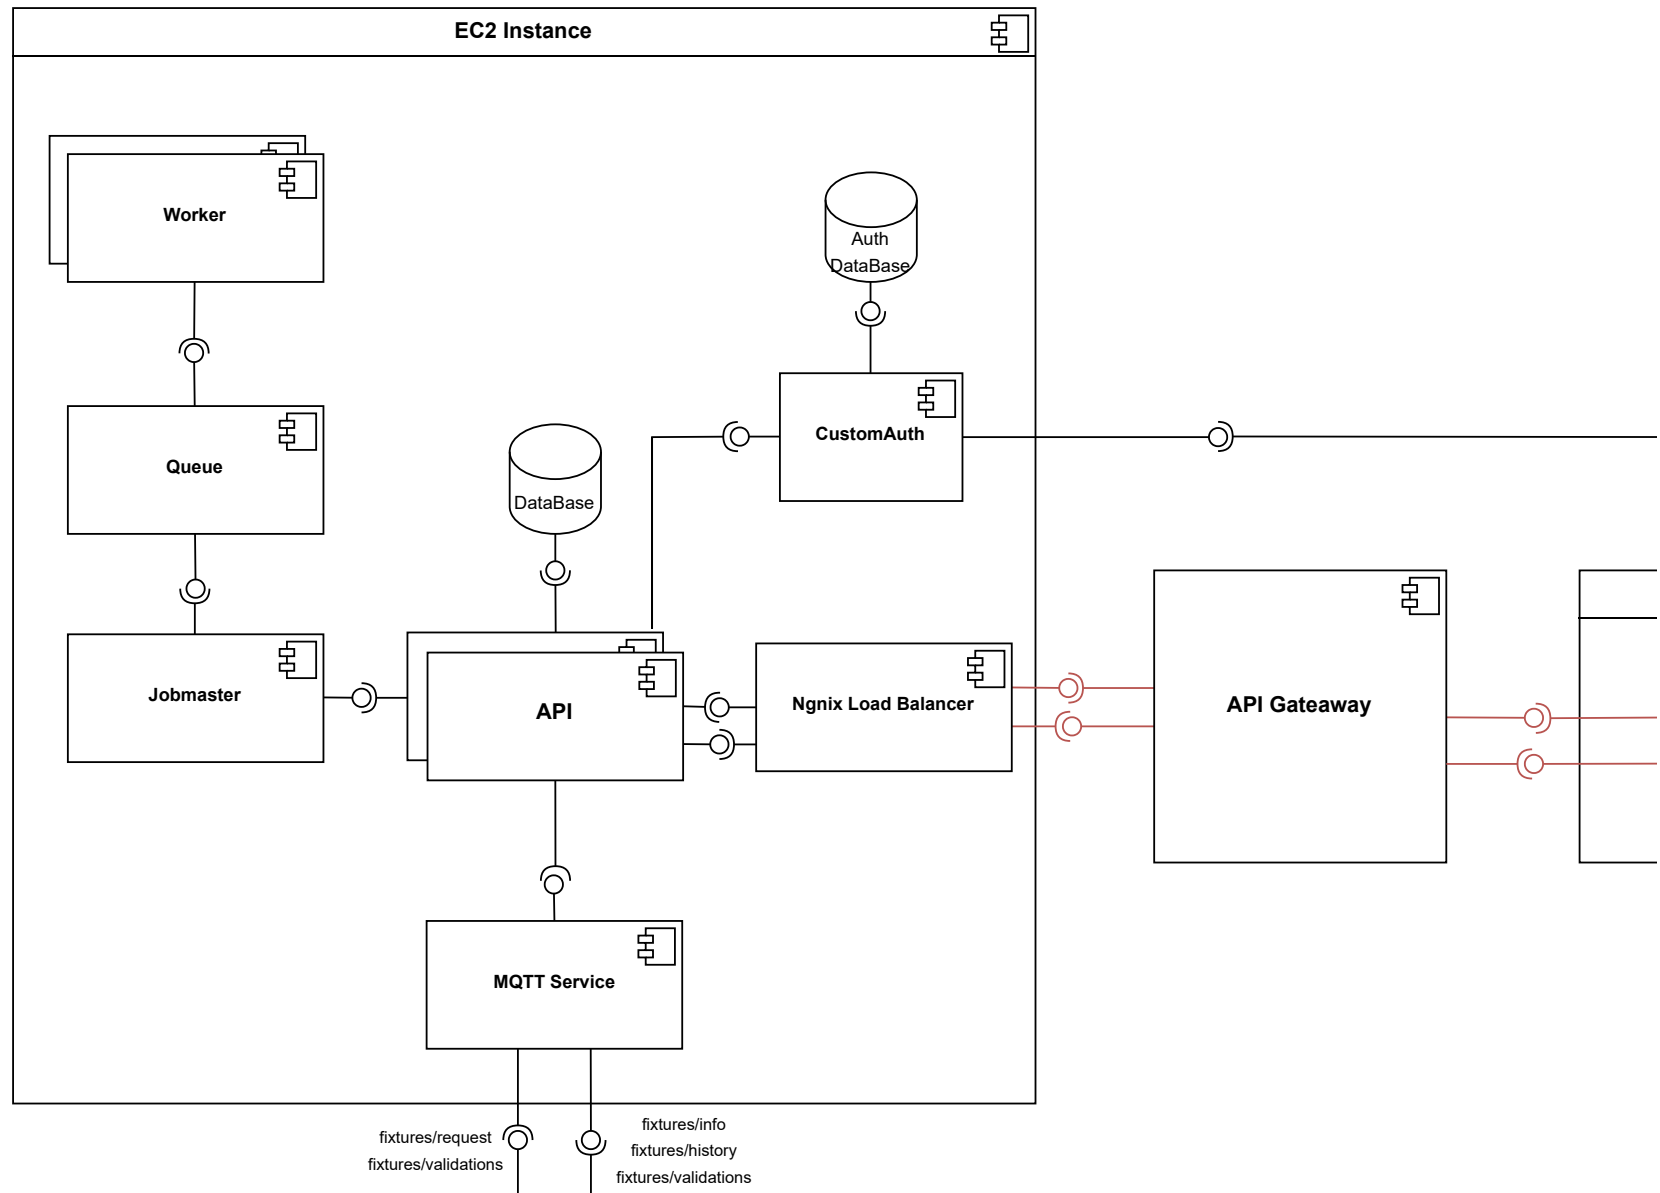 EC2 Instance
Worker
Auth
DataBase
CustomAuth
Queue
DataBase
Jobmaster
API
Ngnix Load Balancer
API Gateaway
MQTT Service
fixtures/request
fixtures/validations
fixtures/info
fixtures/history
fixtures/validations